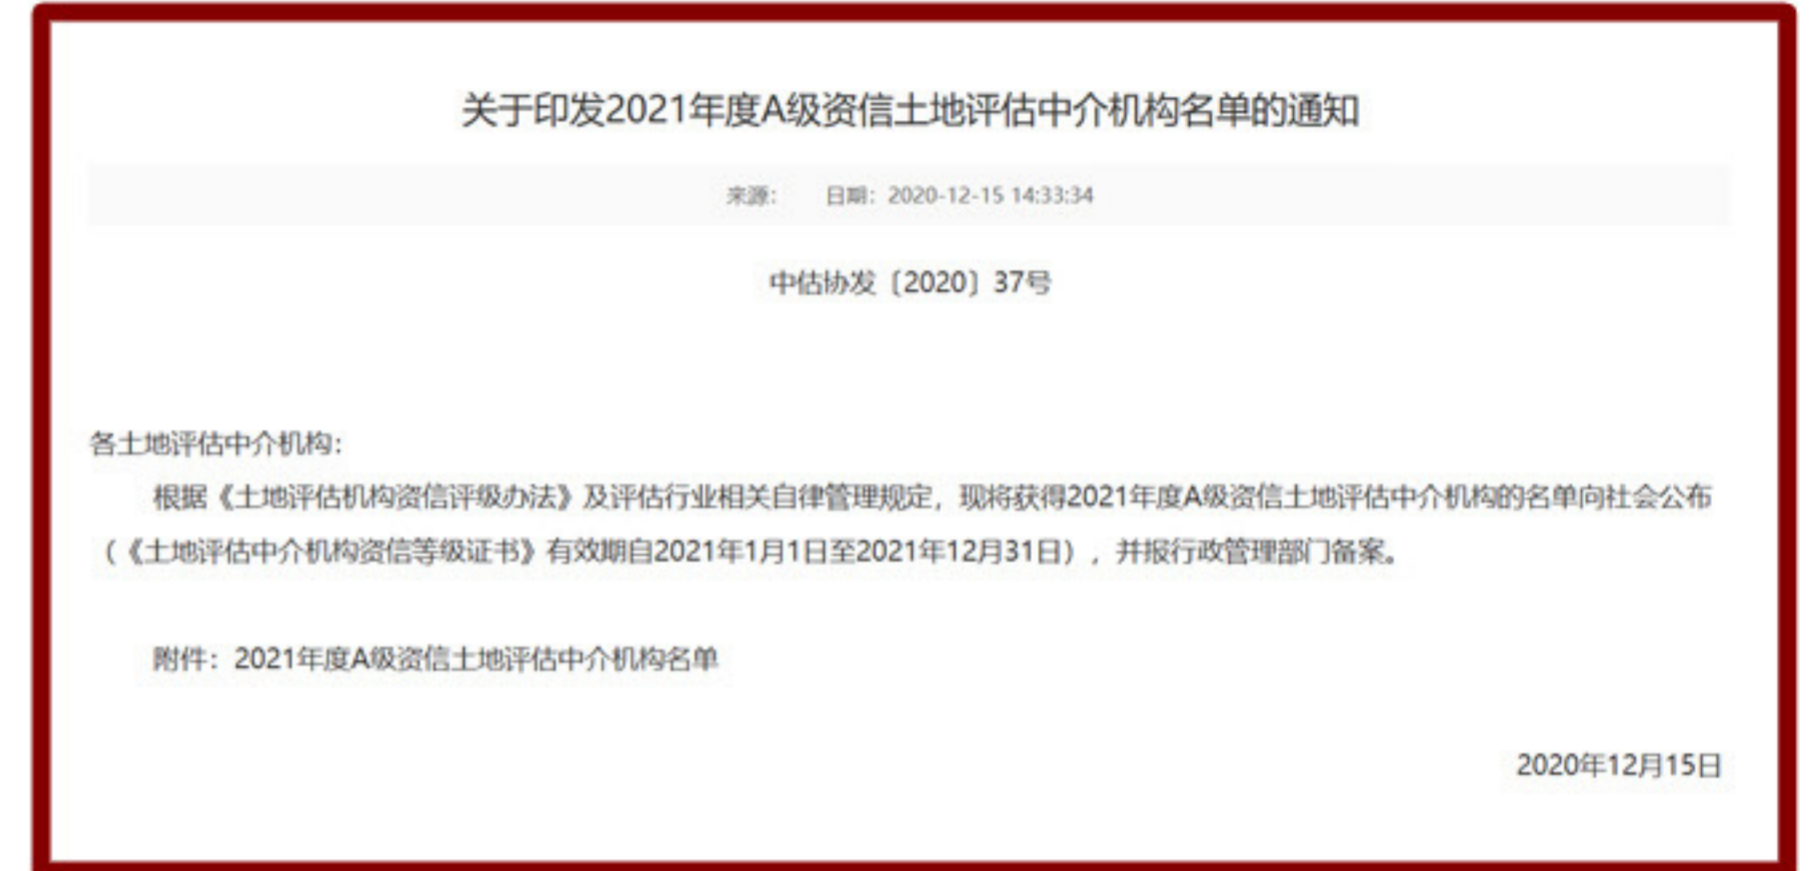 关于印发2021年度A级资信土地评估中介机构名单的通知
来源： 日期：2020-12-15 14:33:34
中估协发〔2020〕37号
各土地评估中介机构：
根据《土地评估机构资信评级办法》及评估行业相关自律管理规定，现将获得2021年度A级资信土地评估中介机构的名单向社会公布
（《土地评估中介机构资信等级证书》有效期自2021年1月1日至2021年12月31日），并报行政管理部门备案。
附件：2021年度A级资信土地评估中介机构名单
2020年12月15日